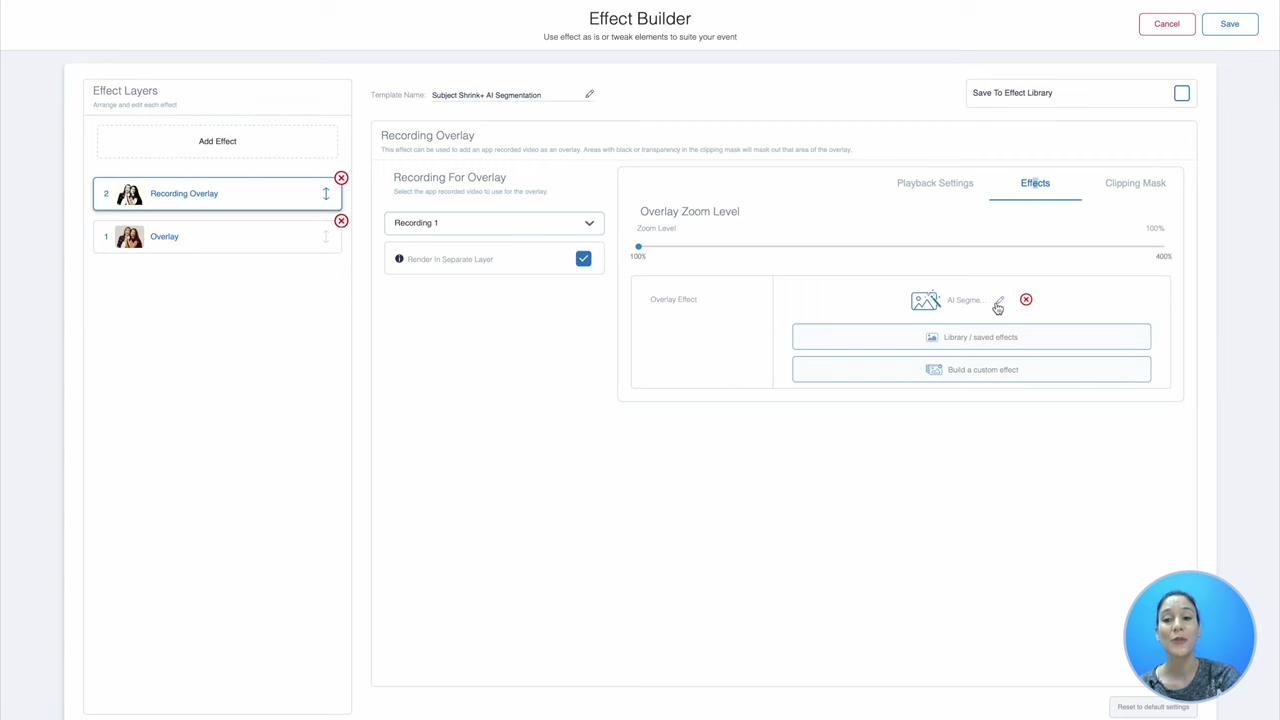 Effect Builder
Use effect as is or tweak elements to suite your event
Cancel
Save
Effect Layers
Arrange and edit each effect
Add Effect
2 Recording Overlay
1 Overlay
Template Name: Subject Shrink+ AI Segmentation
Save To Effect Library
Recording Overlay
This effect can be used to add an app recorded video as an overlay. Areas with black or transparency in the clipping mask will mask out that area of the overlay.
Recording For Overlay
Select the app recorded video to use for the overlay.
Recording 1
Render In Separate Layer
Playback Settings
Effects
Clipping Mask
Overlay Zoom Level
Zoom Level
100%
100%
400%
Overlay Effect
AI Segme...
Library / saved effects
Build a custom effect
Reset to default settings